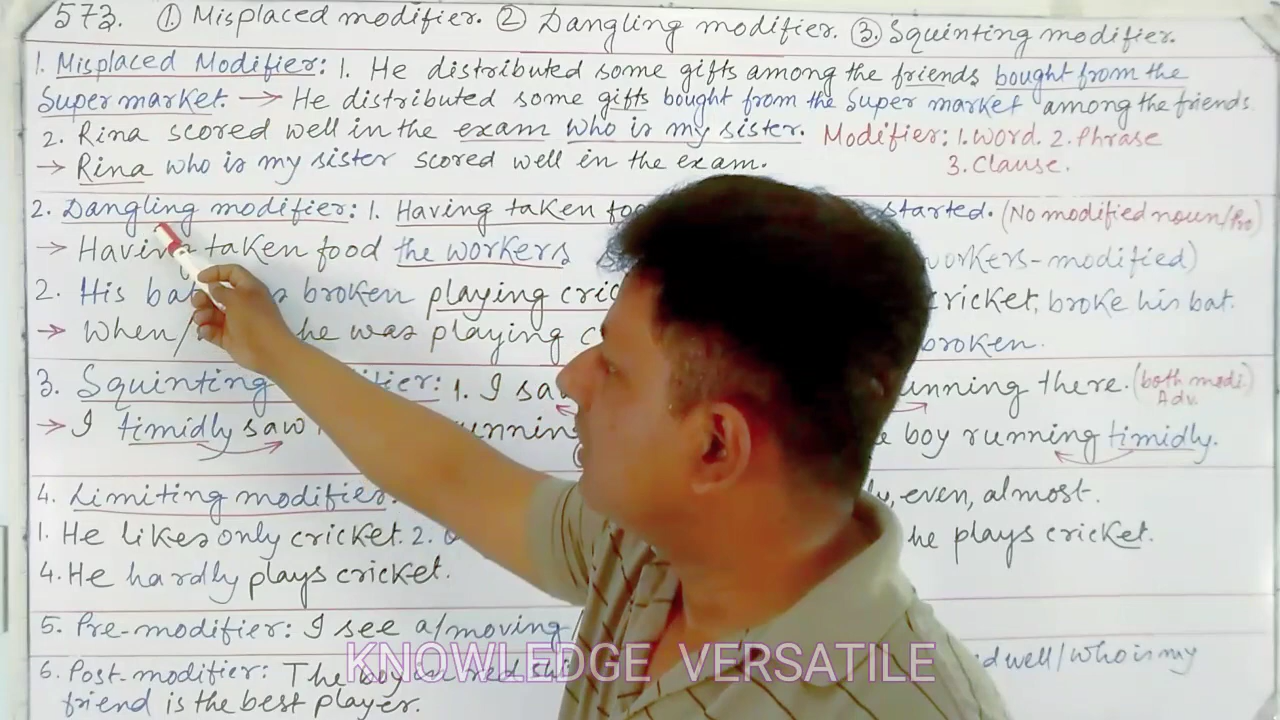 573. ① Misplaced modifier. ② Dangling modifier. ③ Squinting modifier.
1. Misplaced Modifier: 1. He distributed some gifts among the friends bought from the
Super market. → He distributed some gifts bought from the Super market among the friends.
2. Rina scored well in the exam who is my sister. Modifier: 1. Word. 2. Phrase
→ Rina who is my sister scored well in the exam. 3. Clause.
2. Dangling modifier: 1. Having taken started. (No modified noun/Pro)
→ Having taken food the workers workers-modified)
2. His broken playing cricket, broke his bat.
→ When/ he was playing broken.
3. Squinting : 1. I running there. (both modi)
Adv.
→ I timidly saw running boy running timidly.
4. Limiting modifier. even, almost.
1. He likes only cricket. 2. he plays cricket.
4. He hardly plays cricket.
5. Pre-modifier: I see a/moving/
6. Post-modifier: The boy in red well/who is my
friend is the best player.
KNOWLEDGE VERSATILE